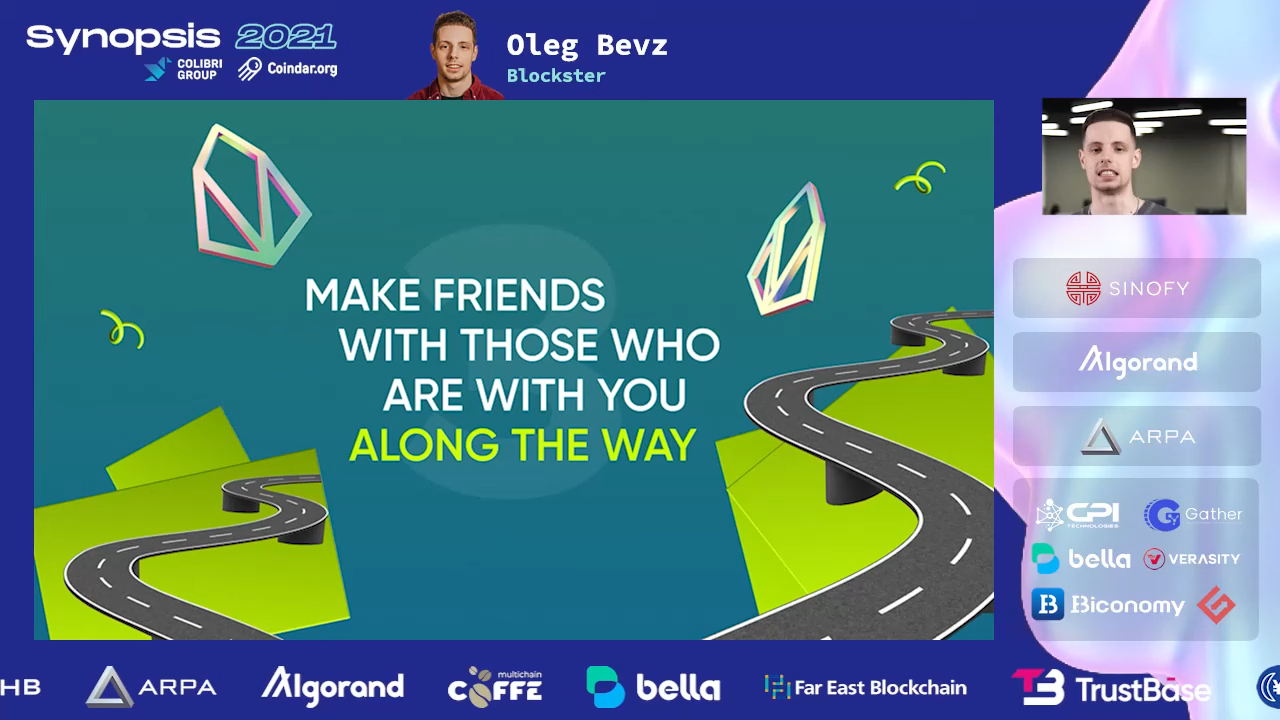 Synopsis 2021
COLIBRI
GROUP
Coindar.org
Oleg Bevz
Blockster
3
MAKE FRIENDS
WITH THOSE WHO
ARE WITH YOU
ALONG THE WAY
SINOFY
Algorand
ARPA
CPI
TECHNOLOGIES
Gather
bella
VERASITY
B Biconomy
HB
ARPA
Algorand
multichain
COFFE
bella
Far East Blockchain
TB TrustBase